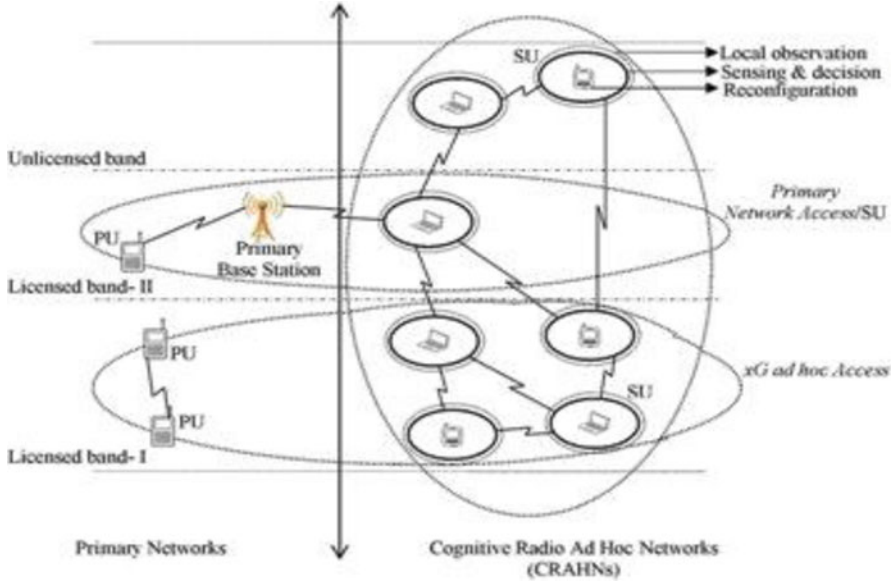 SU
Local observation
Sensing & decision
Reconfiguration
Unlicensed band
Primary
Network Access/SU
PU
Primary
Base Station
Licensed band- II
PU
xG ad hoc Access
SU
PU
Licensed band- I
Primary Networks
Cognitive Radio Ad Hoc Networks
(CRAHNs)